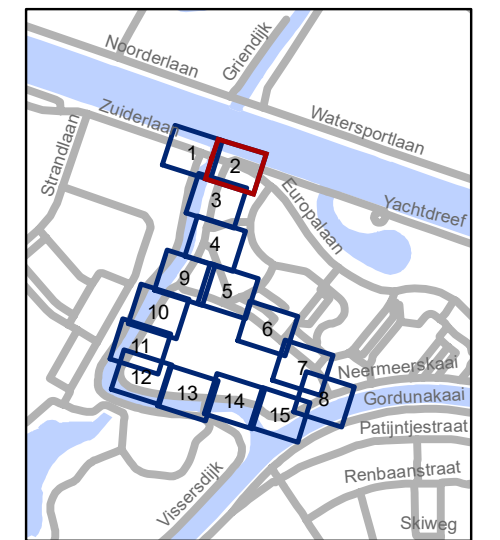 Noorderlaan
Griendijk
Watersportlaan
Zuiderlaan
Strandlaan
Europalaan
Yachtdreef
1
2
3
4
9
5
10
6
11
7
Neermeerskaai
12
13
14
15
8
Gordunakaai
Patijntjestraat
Renbaanstraat
Vissersdijk
Skiweg